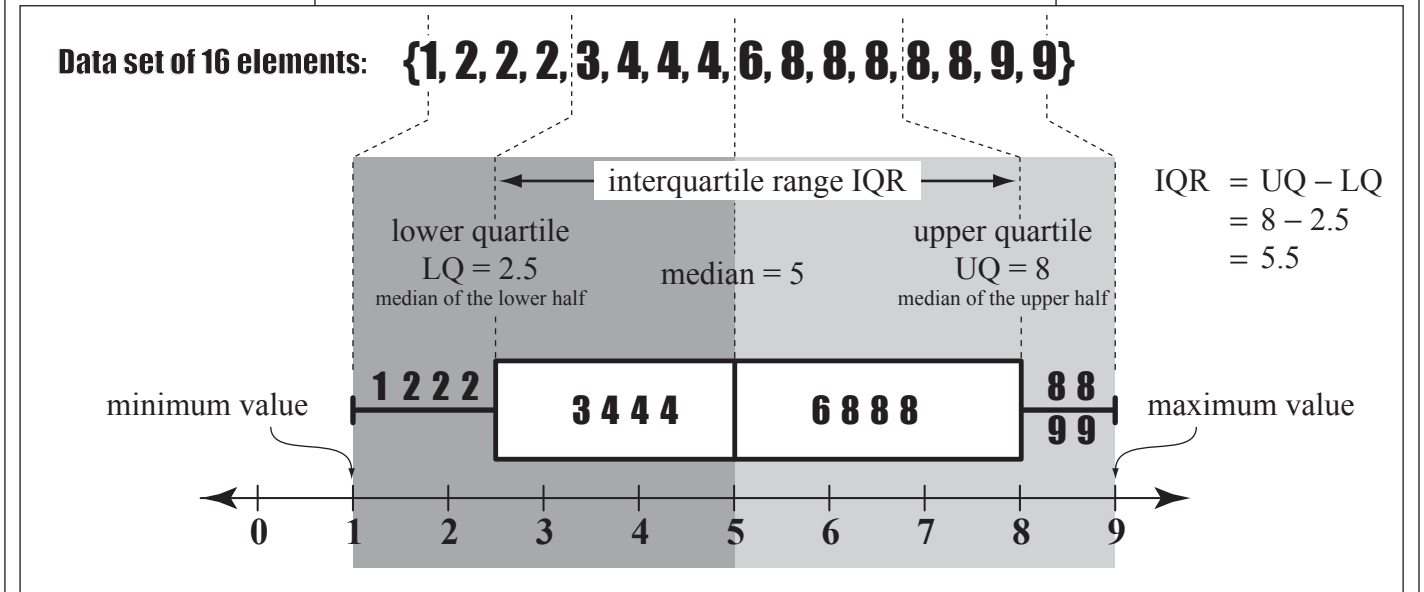 Data set of 16 elements: {1, 2, 2, 2, 3, 4, 4, 4, 6, 8, 8, 8, 8, 8, 9, 9}
interquartile range IQR
IQR = UQ – LQ
= 8 – 2.5
= 5.5
lower quartile
LQ = 2.5
median of the lower half
median = 5
upper quartile
UQ = 8
median of the upper half
minimum value
1 2 2 2
3 4 4 4
6 8 8 8
8 8
9 9
maximum value
0 1 2 3 4 5 6 7 8 9